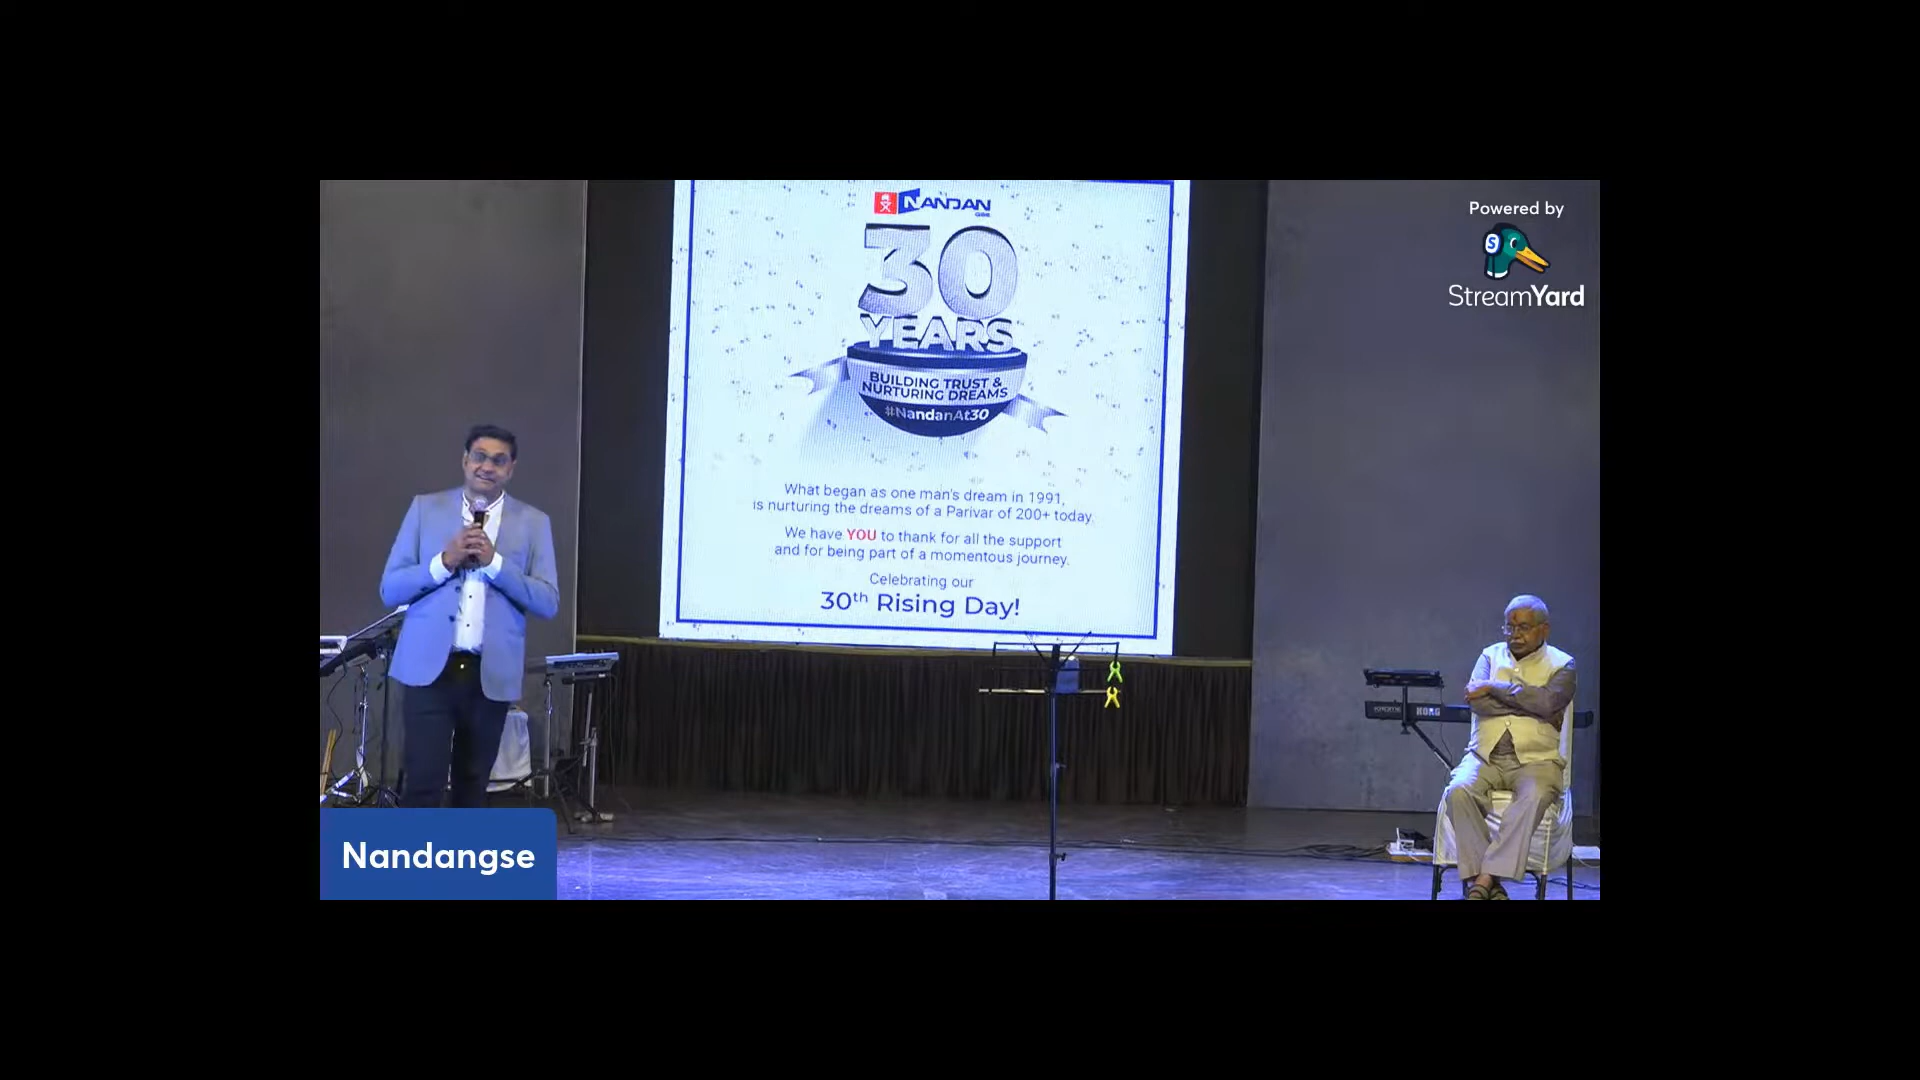 NANDAN
GSE
30
YEARS
BUILDING TRUST &
NURTURING DREAMS
#NandanAt30
What began as one man's dream in 1991,
is nurturing the dreams of a Parivar of 200+ today.
We have YOU to thank for all the support
and for being part of a momentous journey.
Celebrating our
30th Rising Day!
Powered by
S
StreamYard
KROME KORG
Nandangse